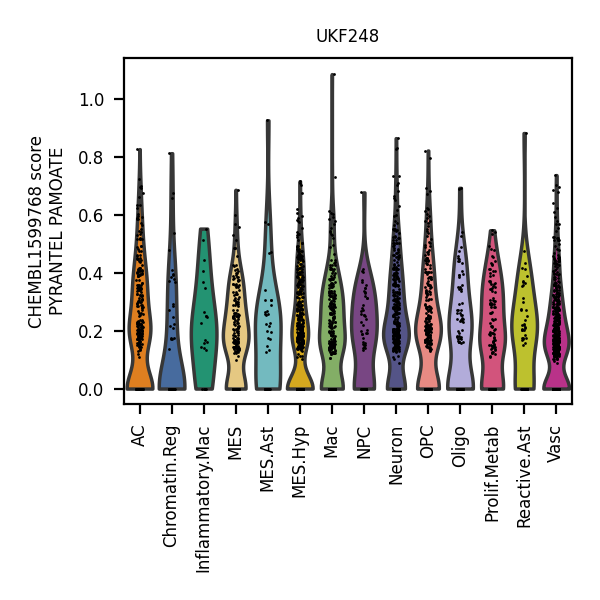 UKF248
CHEMBL1599768 score
PYRANTEL PAMOATE
1.0
0.8
0.6
0.4
0.2
0.0
AC
Chromatin.Reg
Inflammatory.Mac
MES
MES.Ast
MES.Hyp
Mac
NPC
Neuron
OPC
Oligo
Prolif.Metab
Reactive.Ast
Vasc